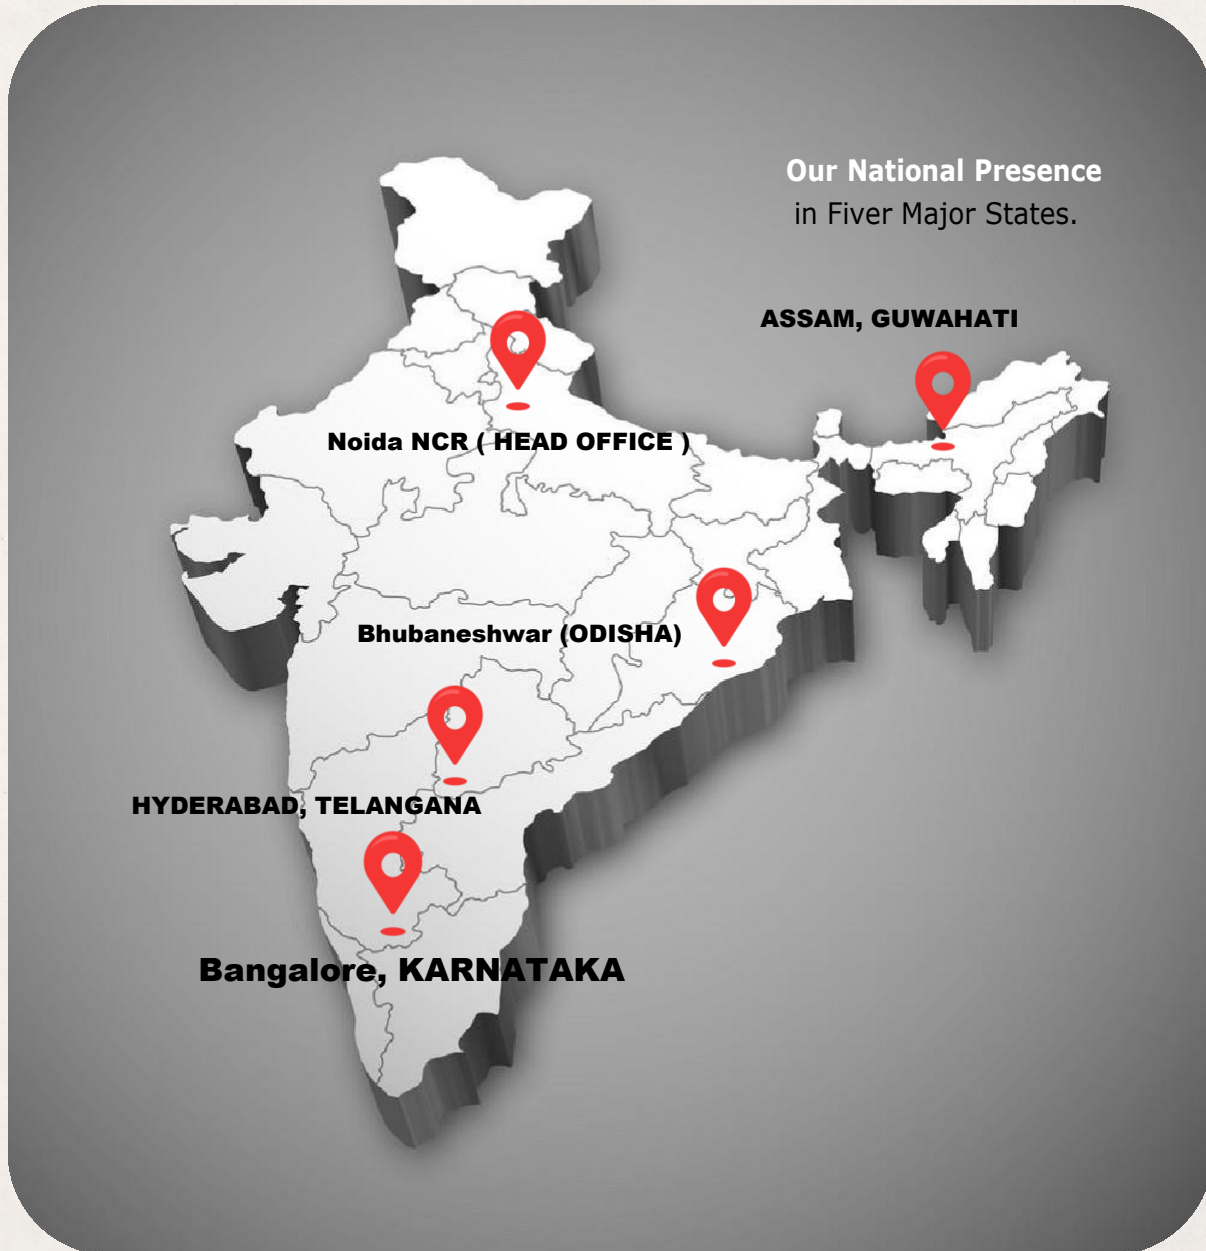 Our National Presence
in Fiver Major States.
ASSAM, GUWAHATI
Noida NCR ( HEAD OFFICE )
Bhubaneshwar (ODISHA)
HYDERABAD, TELANGANA
Bangalore, KARNATAKA